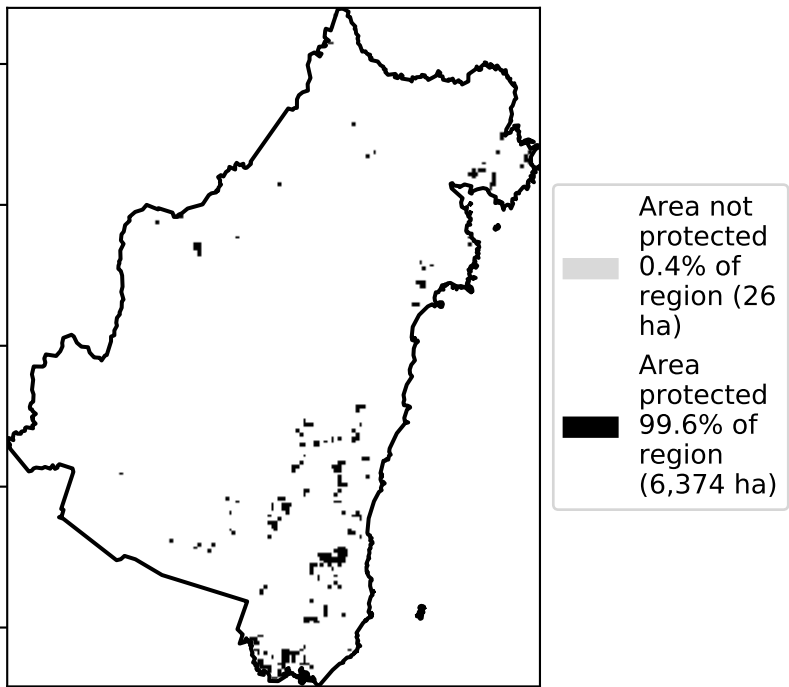 Area not
protected
0.4% of
region (26
ha)
Area
protected
99.6% of
region
(6,374 ha)